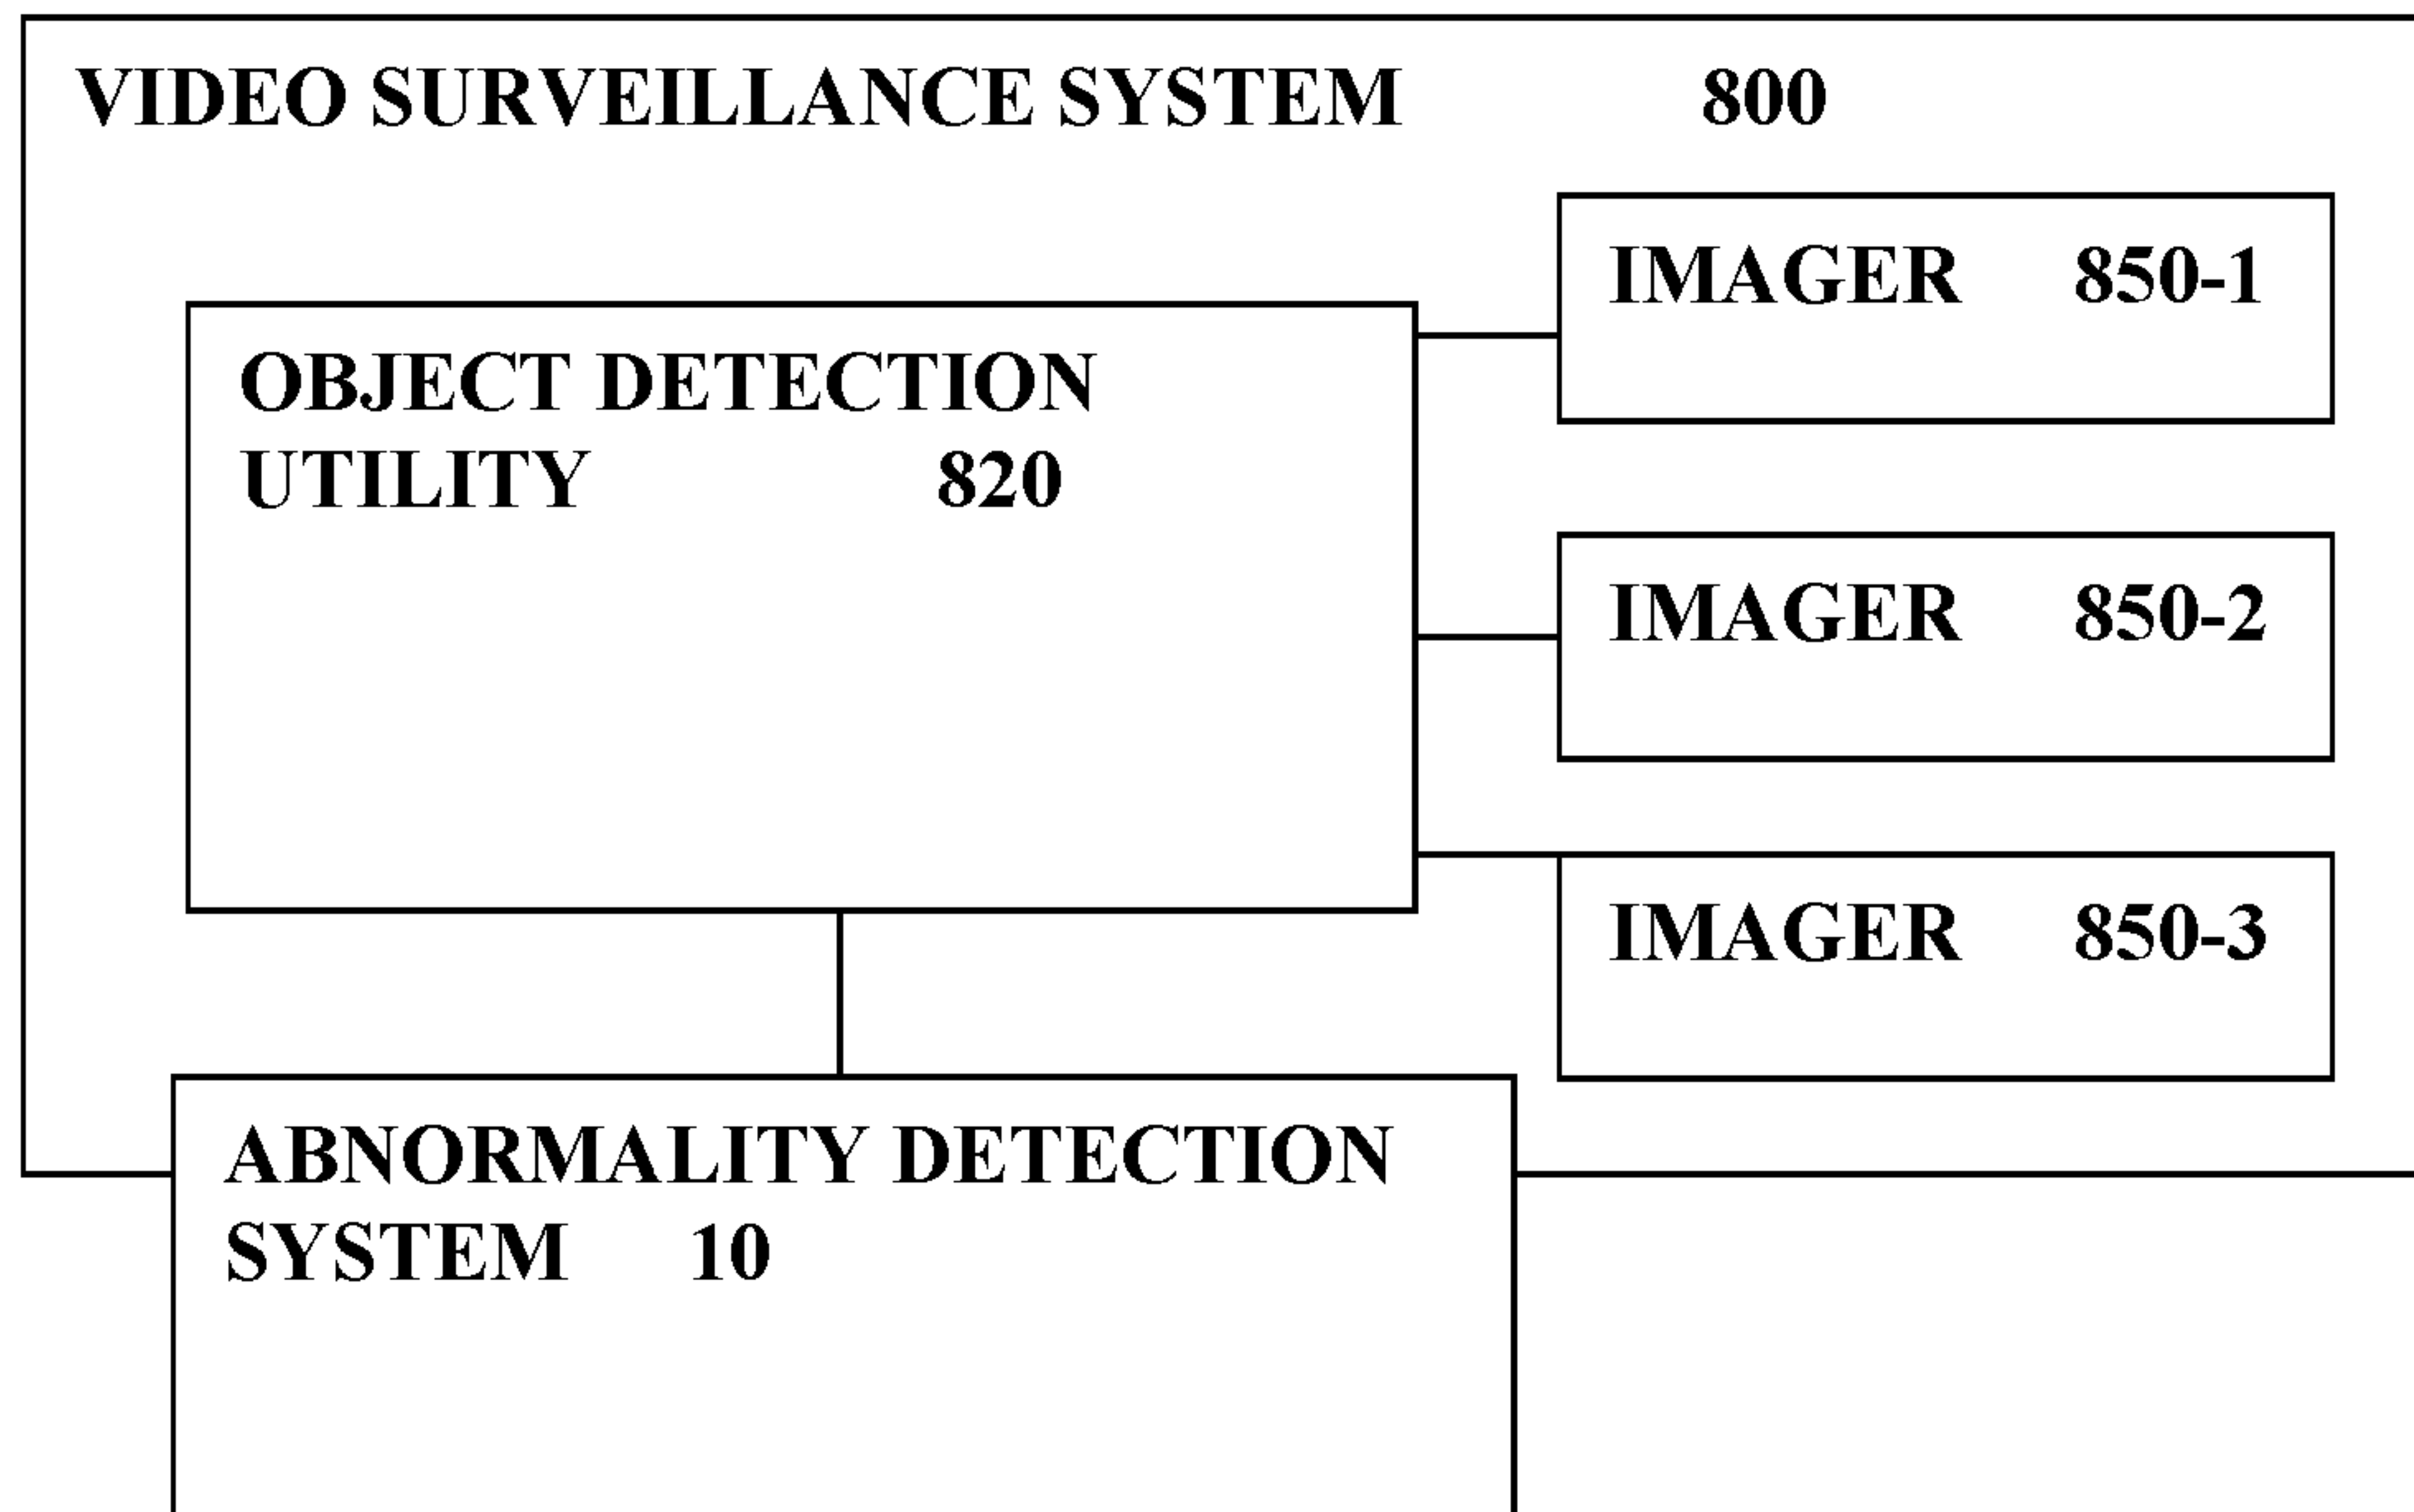 VIDEO SURVEILLANCE SYSTEM 800
IMAGER 850-1
OBJECT DETECTION
UTILITY 820
IMAGER 850-2
IMAGER 850-3
ABNORMALITY DETECTION
SYSTEM 10